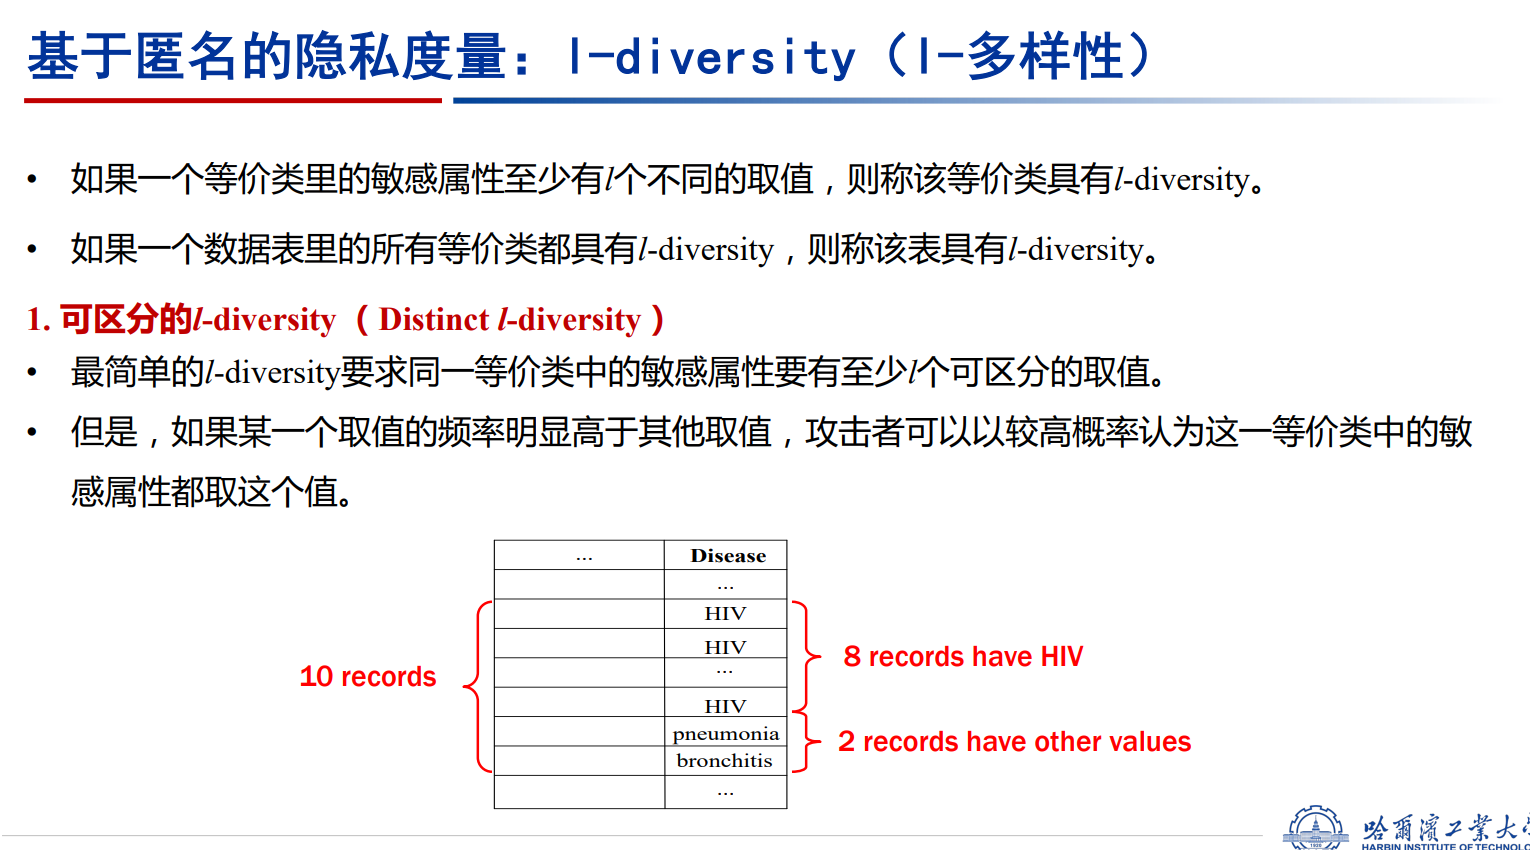 基于匿名的隐私度量：l-diversity（l-多样性）
• 如果一个等价类里的敏感属性至少有l个不同的取值，则称该等价类具有l-diversity。
• 如果一个数据表里的所有等价类都具有l-diversity，则称该表具有l-diversity。
1. 可区分的l-diversity（Distinct l-diversity）
• 最简单的l-diversity要求同一等价类中的敏感属性要有至少l个可区分的取值。
• 但是，如果某一个取值的频率明显高于其他取值，攻击者可以以较高概率认为这一等价类中的敏
感属性都取这个值。
... Disease
...
HIV
HIV
...
HIV
pneumonia
bronchitis
...
10 records
8 records have HIV
2 records have other values
1920
哈爾濱工業大
HARBIN INSTITUTE OF TECHNOLO